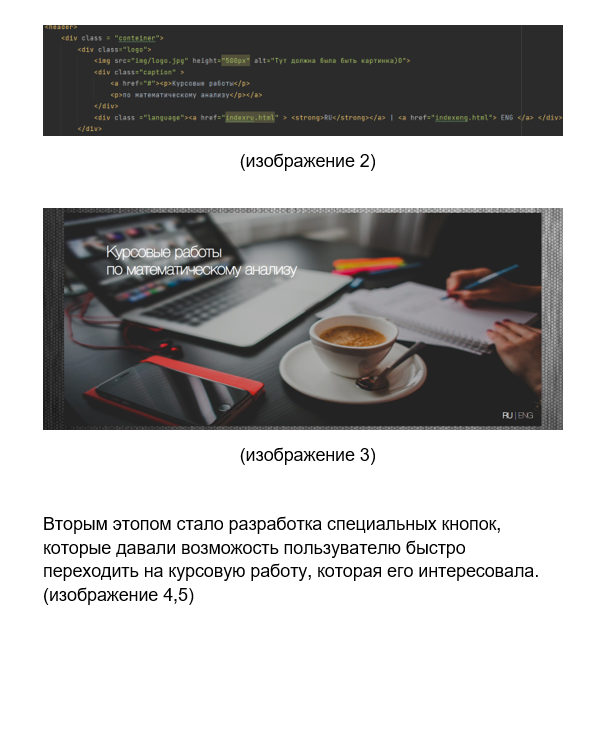 <header>
<div class = "conteiner">
<div class="logo">
<img src="img/logo.jpg" height="500px" alt="Тут должна была быть картинка)0">
<div class="caption" >
<a href="#"><p>Курсовые работы</p>
<p>по математическому анализу</p></a>
</div>
<div class ="language"><a href="indexru.html" > <strong>RU</strong></a> | <a href="indexeng.html"> ENG </a> </div>
</div>
(изображение 2)
Курсовые работы
по математическому анализу
RU | ENG
(изображение 3)
Вторым этапом стало разработка специальных кнопок,
которые давали возможость пользувателю быстро
переходить на курсовую работу, которая его интересовала.
(изображение 4,5)